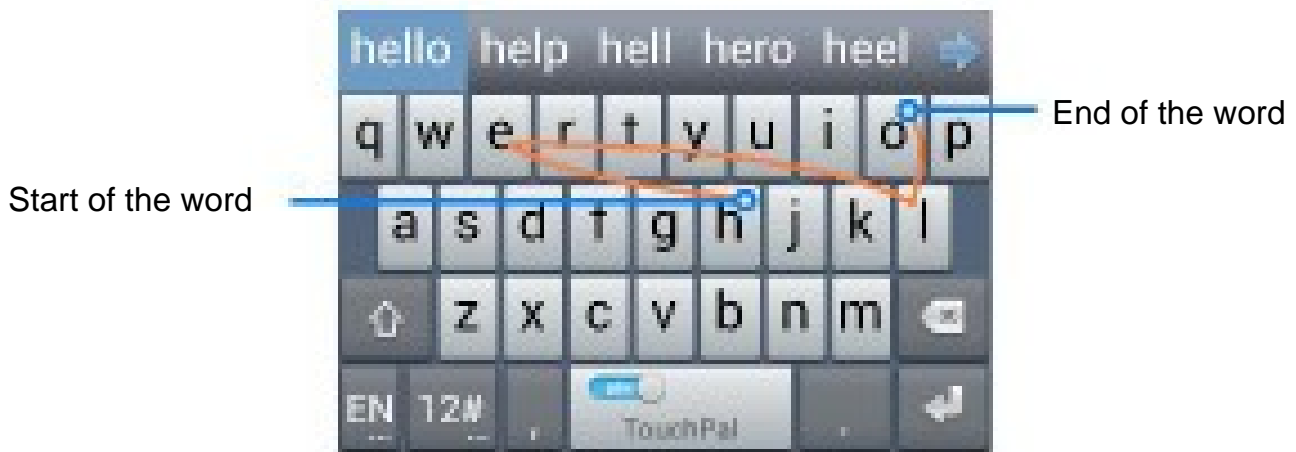 hello help hell hero heel
q w e r t y u i o p
End of the word
Start of the word
a s d f g h j k l
z x c v b n m
EN 12# , TouchPal .